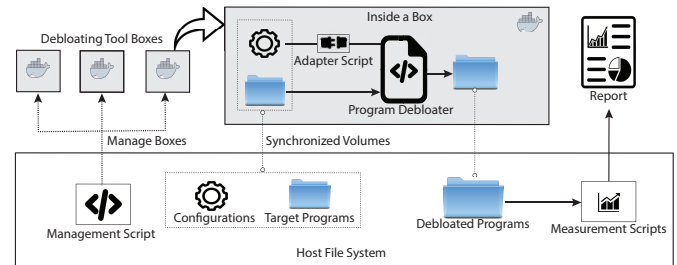 Debloating Tool Boxes
Inside a Box
Adapter Script
Program Debloater
Report
Manage Boxes
Synchronized Volumes
Configurations
Target Programs
Debloated Programs
Measurement Scripts
Management Script
Host File System